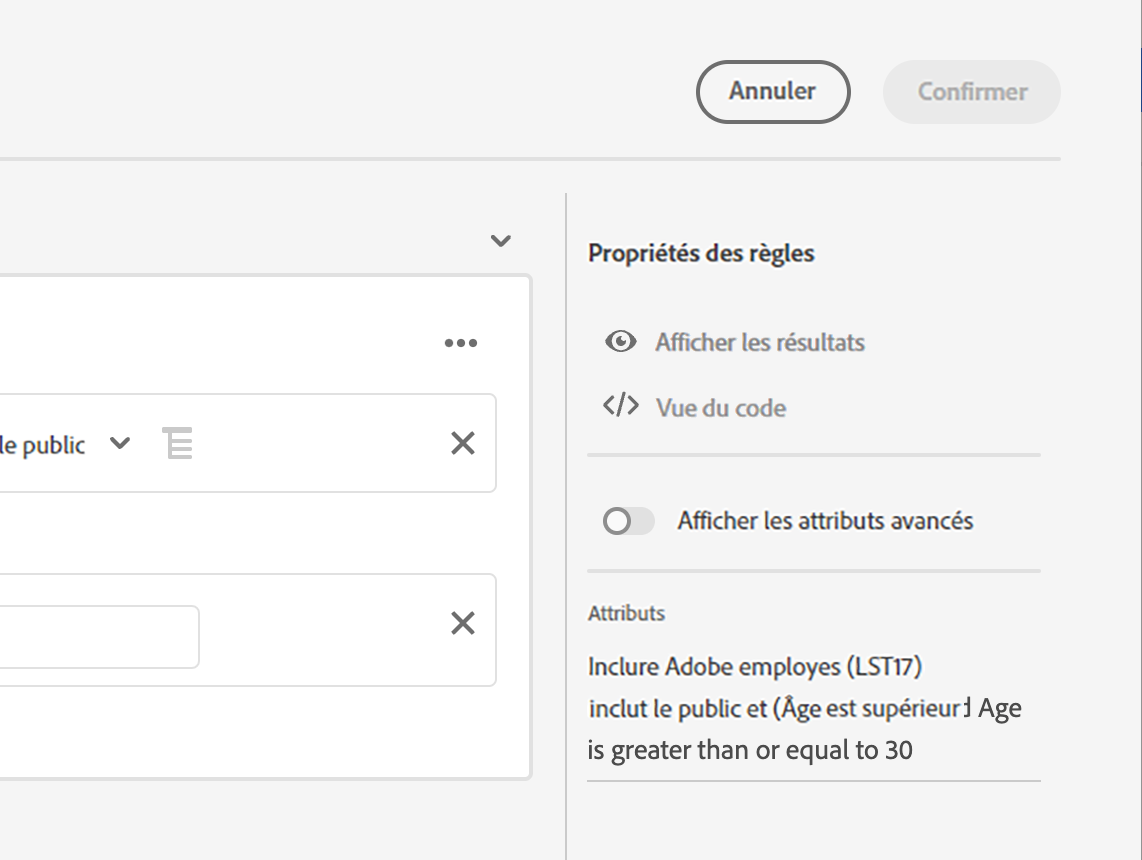 Annuler
Confirmer
Propriétés des règles
Afficher les résultats
</> Vue du code
le public
Afficher les attributs avancés
Attributs
Inclure Adobe employes (LST17)
inclut le public et (Âge est supérieur Age
is greater than or equal to 30